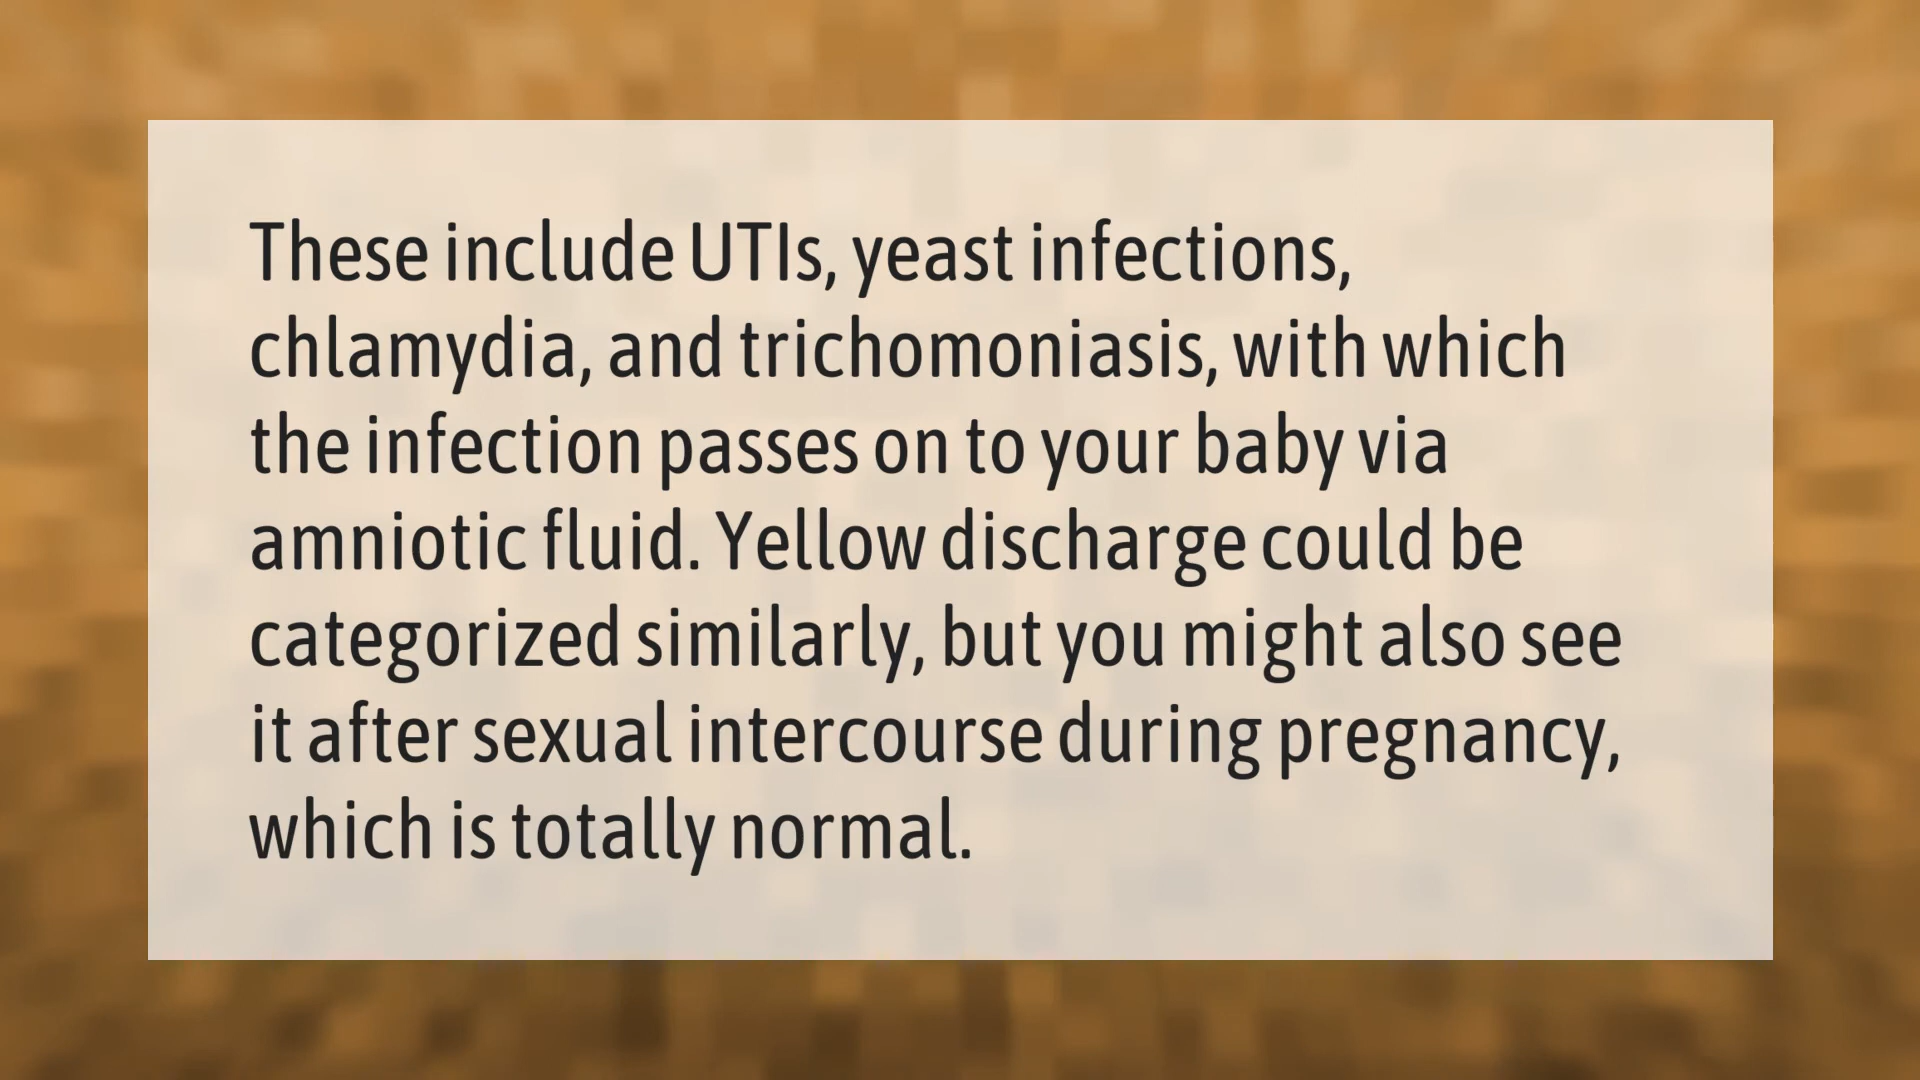 These include UTIs, yeast infections,
chlamydia, and trichomoniasis, with which
the infection passes on to your baby via
amniotic fluid. Yellow discharge could be
categorized similarly, but you might also see
it after sexual intercourse during pregnancy,
which is totally normal.